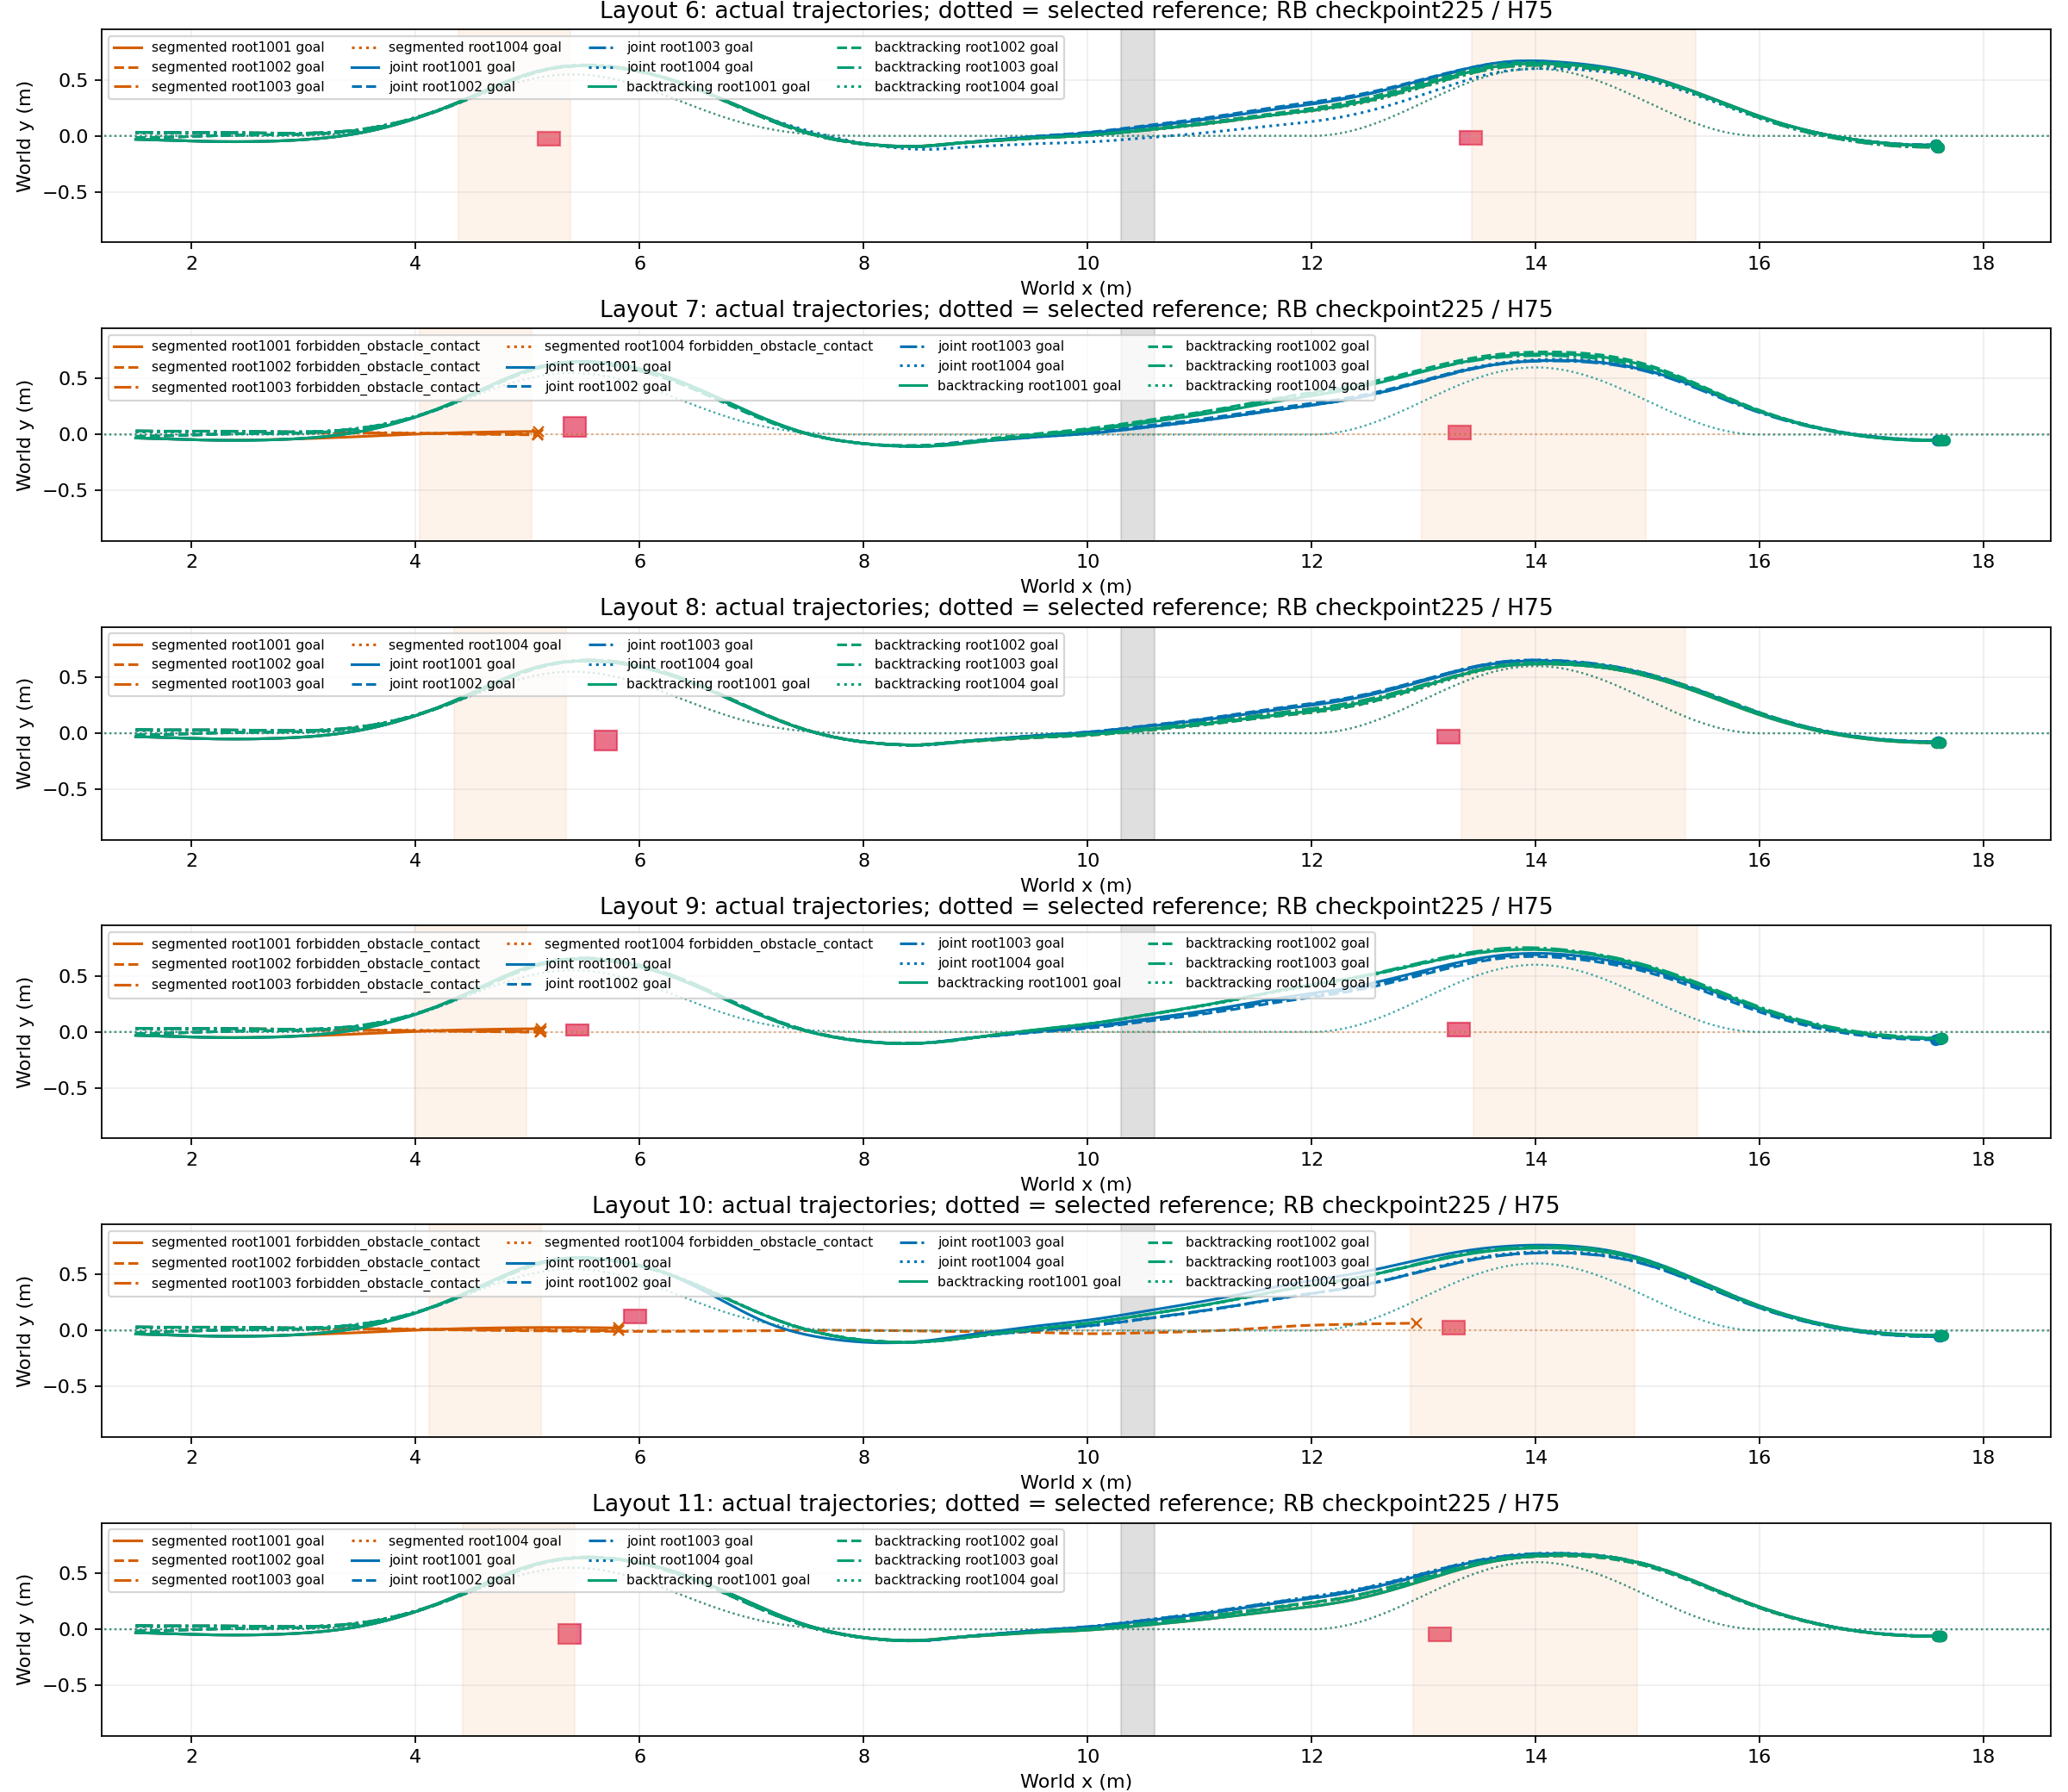 Layout 6: actual trajectories; dotted = selected reference; RB checkpoint225 / H75
segmented root1001 goal
segmented root1002 goal
segmented root1003 goal
segmented root1004 goal
joint root1001 goal
joint root1002 goal
joint root1003 goal
joint root1004 goal
backtracking root1001 goal
backtracking root1002 goal
backtracking root1003 goal
backtracking root1004 goal
World y (m)
0.5
0.0
−0.5
2 4 6 8 10 12 14 16 18
World x (m)
Layout 7: actual trajectories; dotted = selected reference; RB checkpoint225 / H75
segmented root1001 forbidden_obstacle_contact
segmented root1002 forbidden_obstacle_contact
segmented root1003 forbidden_obstacle_contact
segmented root1004 forbidden_obstacle_contact
joint root1001 goal
joint root1002 goal
joint root1003 goal
joint root1004 goal
backtracking root1001 goal
backtracking root1002 goal
backtracking root1003 goal
backtracking root1004 goal
World y (m)
0.5
0.0
−0.5
2 4 6 8 10 12 14 16 18
World x (m)
Layout 8: actual trajectories; dotted = selected reference; RB checkpoint225 / H75
segmented root1001 goal
segmented root1002 goal
segmented root1003 goal
segmented root1004 goal
joint root1001 goal
joint root1002 goal
joint root1003 goal
joint root1004 goal
backtracking root1001 goal
backtracking root1002 goal
backtracking root1003 goal
backtracking root1004 goal
World y (m)
0.5
0.0
−0.5
2 4 6 8 10 12 14 16 18
World x (m)
Layout 9: actual trajectories; dotted = selected reference; RB checkpoint225 / H75
segmented root1001 forbidden_obstacle_contact
segmented root1002 forbidden_obstacle_contact
segmented root1003 forbidden_obstacle_contact
segmented root1004 forbidden_obstacle_contact
joint root1001 goal
joint root1002 goal
joint root1003 goal
joint root1004 goal
backtracking root1001 goal
backtracking root1002 goal
backtracking root1003 goal
backtracking root1004 goal
World y (m)
0.5
0.0
−0.5
2 4 6 8 10 12 14 16 18
World x (m)
Layout 10: actual trajectories; dotted = selected reference; RB checkpoint225 / H75
segmented root1001 forbidden_obstacle_contact
segmented root1002 forbidden_obstacle_contact
segmented root1003 forbidden_obstacle_contact
segmented root1004 forbidden_obstacle_contact
joint root1001 goal
joint root1002 goal
joint root1003 goal
joint root1004 goal
backtracking root1001 goal
backtracking root1002 goal
backtracking root1003 goal
backtracking root1004 goal
World y (m)
0.5
0.0
−0.5
2 4 6 8 10 12 14 16 18
World x (m)
Layout 11: actual trajectories; dotted = selected reference; RB checkpoint225 / H75
segmented root1001 goal
segmented root1002 goal
segmented root1003 goal
segmented root1004 goal
joint root1001 goal
joint root1002 goal
joint root1003 goal
joint root1004 goal
backtracking root1001 goal
backtracking root1002 goal
backtracking root1003 goal
backtracking root1004 goal
World y (m)
0.5
0.0
−0.5
2 4 6 8 10 12 14 16 18
World x (m)